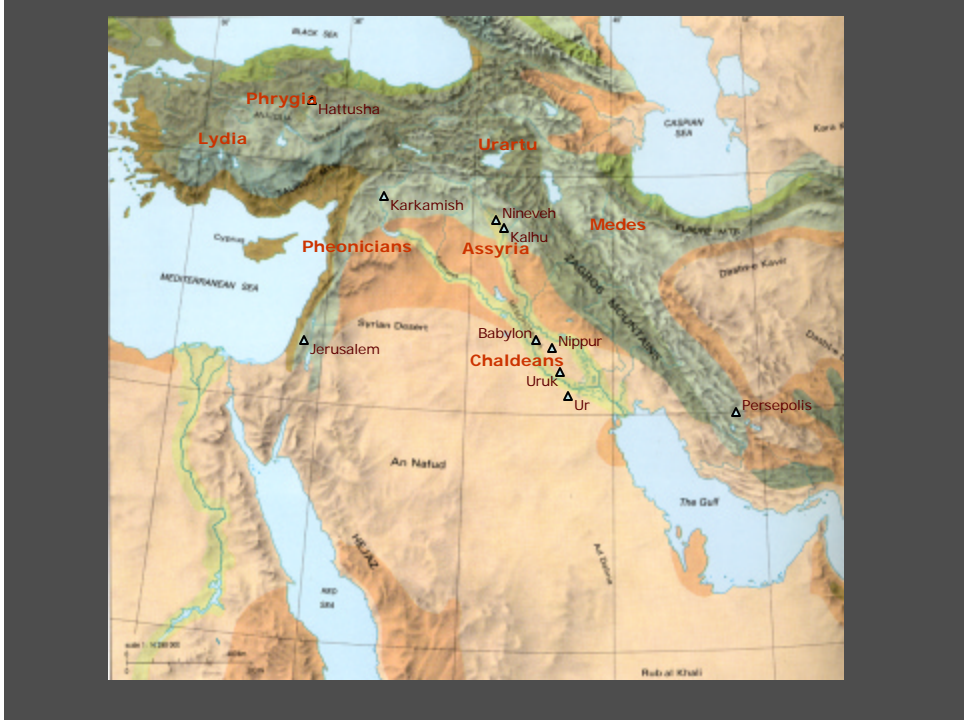 BLACK SEA
Phrygia
Hattusha
CASPIAN
SEA
Lydia
Urartu
Karkamish
Nineveh
Medes
Kalhu
Cyprus
Pheonicians
Assyria
ZAGROS MOUNTAINS
Dasht-e Kavir
MEDITERRANEAN SEA
Syrian Desert
Babylon
Nippur
Jerusalem
Chaldeans
Uruk
Ur
Persepolis
An Nafud
The Gulf
HEJAZ
RED
SEA
Rub al Khali